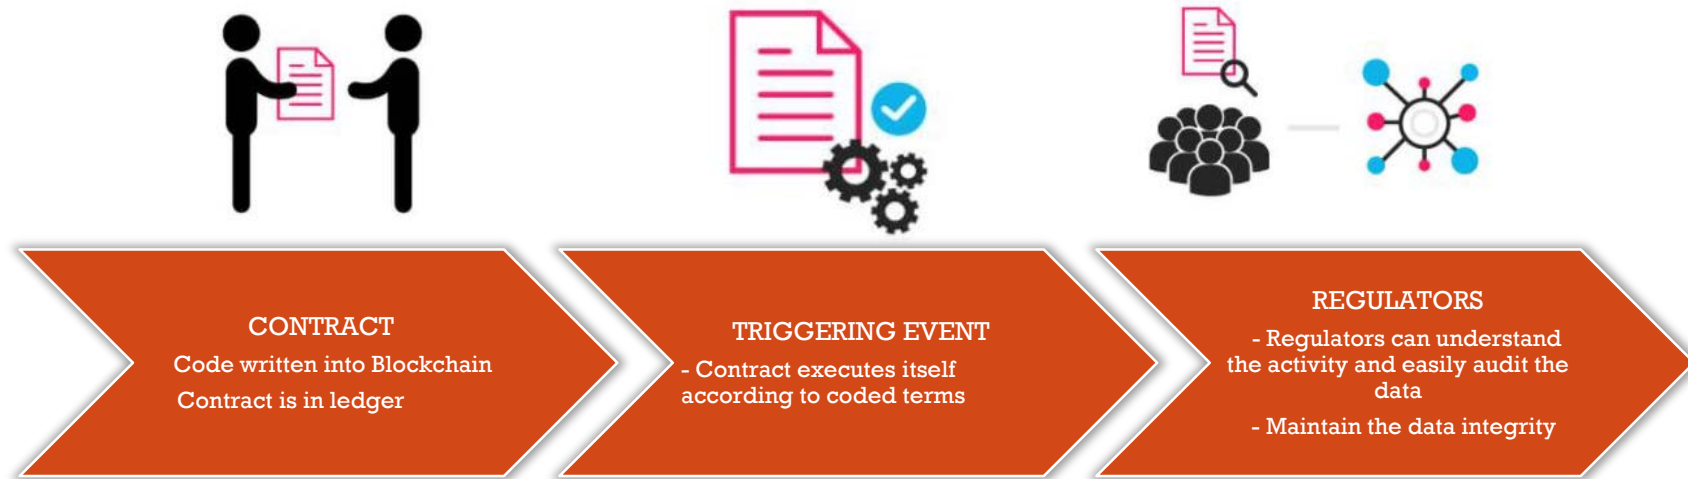 CONTRACT
Code written into Blockchain
Contract is in ledger
TRIGGERING EVENT
- Contract executes itself
according to coded terms
REGULATORS
- Regulators can understand
the activity and easily audit the
data
- Maintain the data integrity